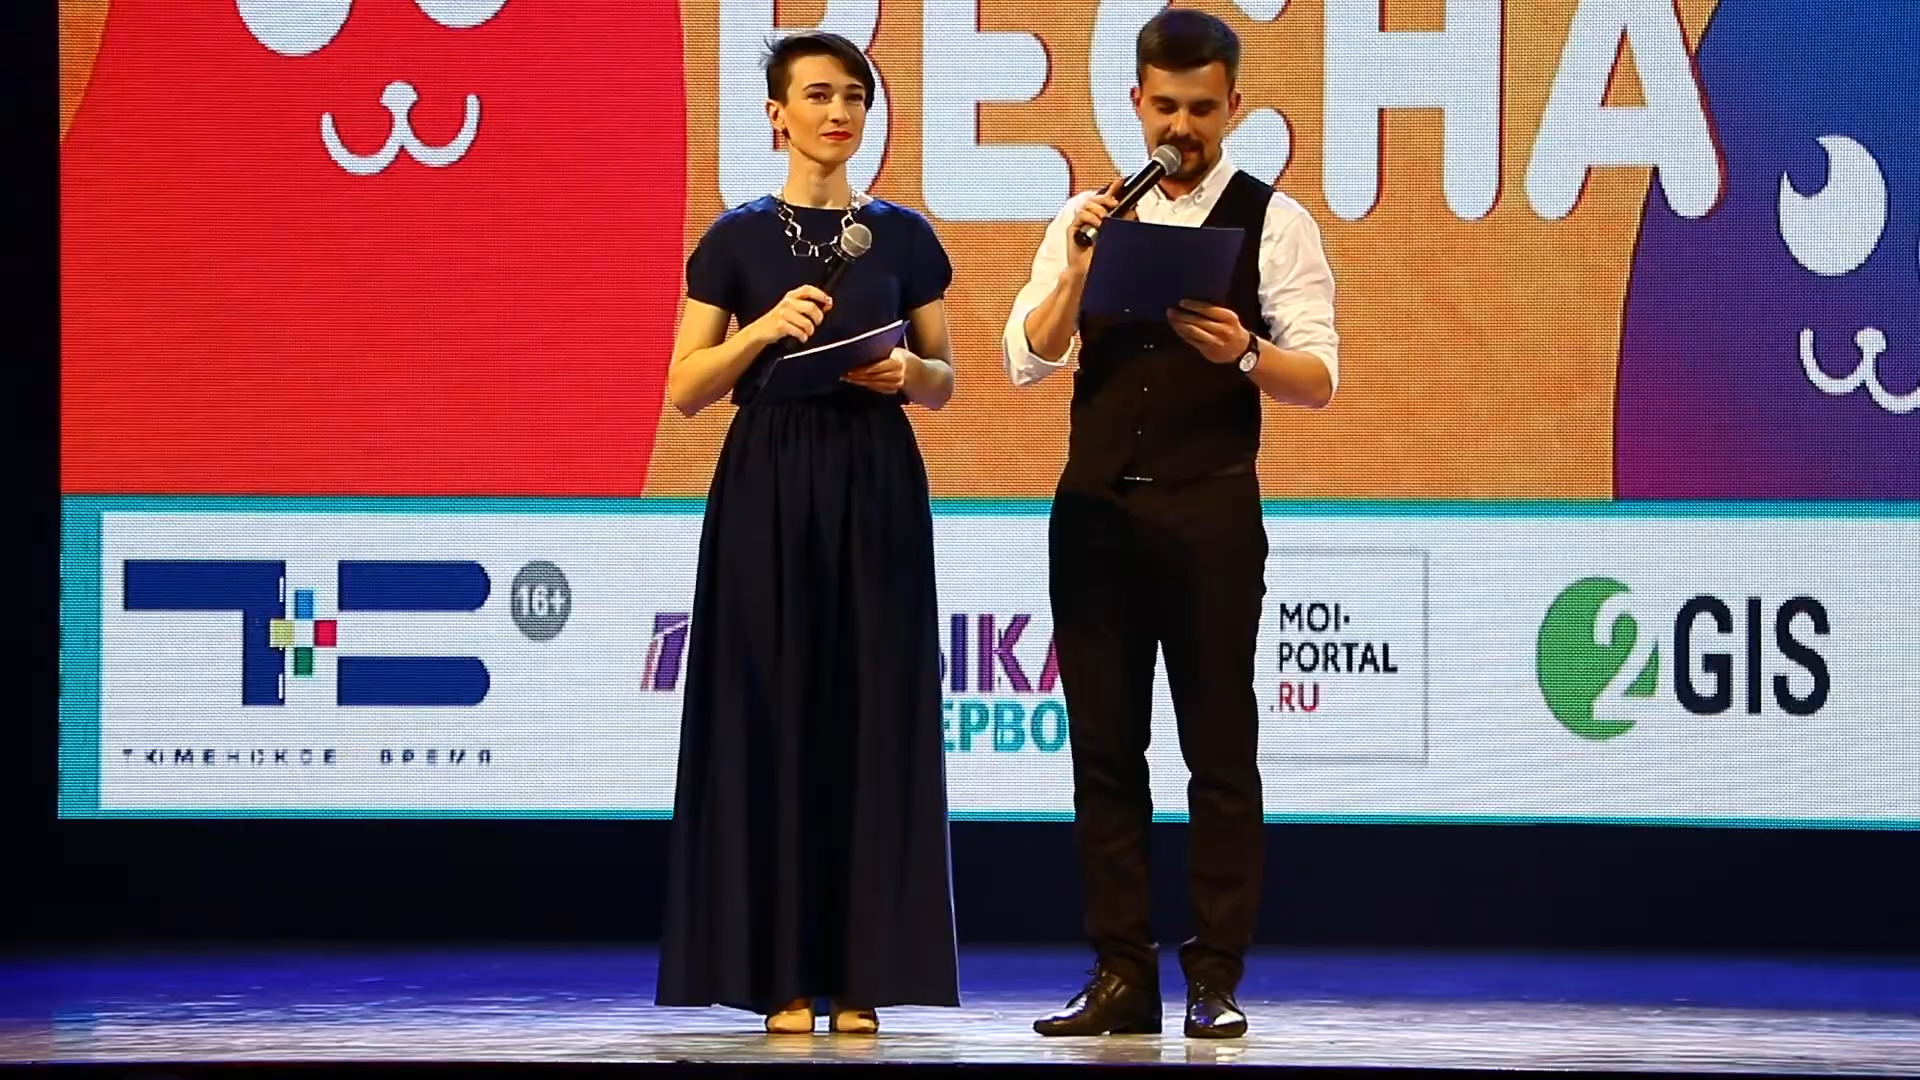 ВЕСНА
16+
ТЮМЕНСКОЕ ВРЕМЯ
MOI-
PORTAL
.RU
2GIS